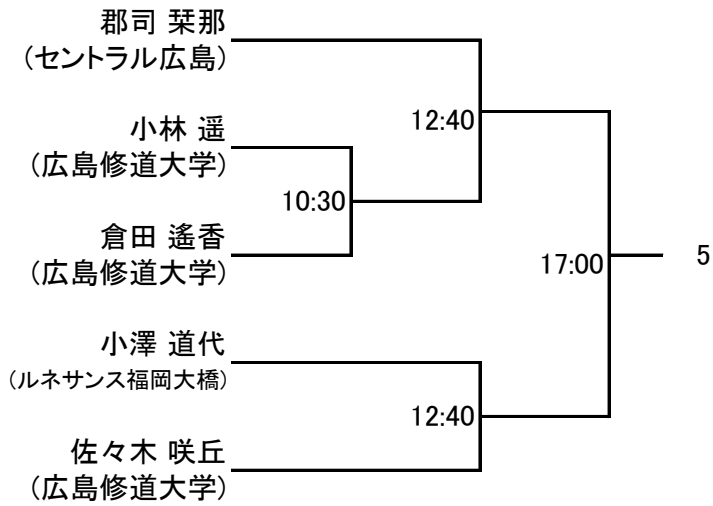 郡司 栞那
(セントラル広島)
12:40
小林 遥
(広島修道大学)
10:30
倉田 遙香
(広島修道大学)
17:00
5
小澤 道代
(ルネサンス福岡大橋)
12:40
佐々木 咲丘
(広島修道大学)